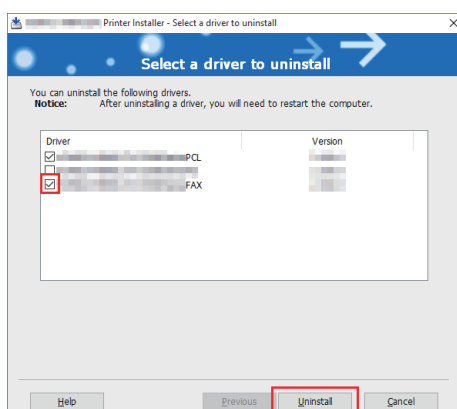 Printer Installer - Select a driver to uninstall
Select a driver to uninstall
You can uninstall the following drivers.
Notice: After uninstalling a driver, you will need to restart the computer.
Driver Version
PCL
FAX
Help Previous Uninstall Cancel